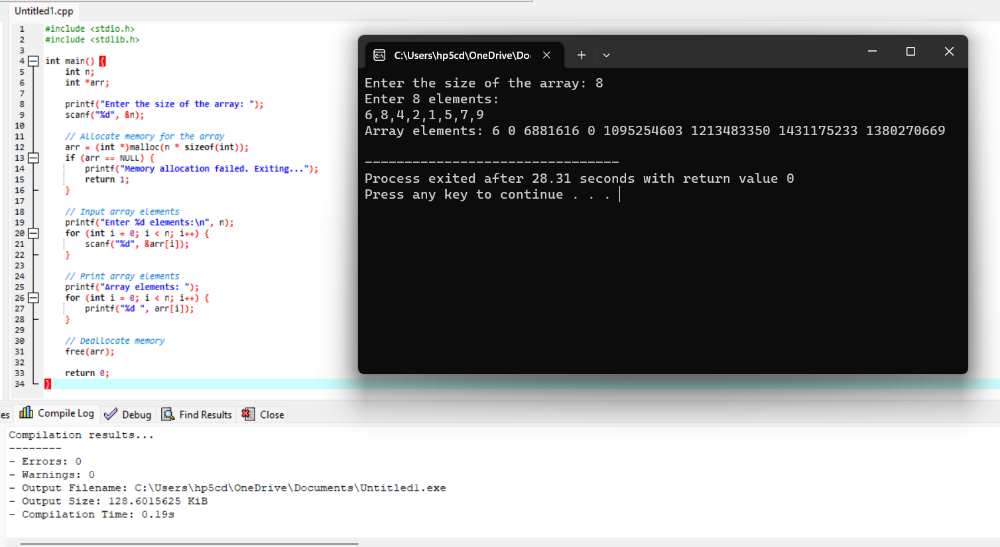 Untitled1.cpp
1 #include <stdio.h>
2 #include <stdlib.h>
3
4 int main() {
5 int n;
6 int *arr;
7
8 printf("Enter the size of the array: ");
9 scanf("%d", &n);
10
11 // Allocate memory for the array
12 arr = (int *)malloc(n * sizeof(int));
13 if (arr == NULL) {
14 printf("Memory allocation failed. Exiting...");
15 return 1;
16 }
17
18 // Input array elements
19 printf("Enter %d elements:\n", n);
20 for (int i = 0; i < n; i++) {
21 scanf("%d", &arr[i]);
22 }
23
24 // Print array elements
25 printf("Array elements: ");
26 for (int i = 0; i < n; i++) {
27 printf("%d ", arr[i]);
28 }
29
30 // Deallocate memory
31 free(arr);
32
33 return 0;
34 }
C:\Users\hp5cd\OneDrive\Do
Enter the size of the array: 8
Enter 8 elements:
6,8,4,2,1,5,7,9
Array elements: 6 0 6881616 0 1095254603 1213483350 1431175233 1380270669
--------------------------------
Process exited after 28.31 seconds with return value 0
Press any key to continue . . .
es Compile Log Debug Find Results Close
Compilation results...
--------
- Errors: 0
- Warnings: 0
- Output Filename: C:\Users\hp5cd\OneDrive\Documents\Untitled1.exe
- Output Size: 128.6015625 KiB
- Compilation Time: 0.19s